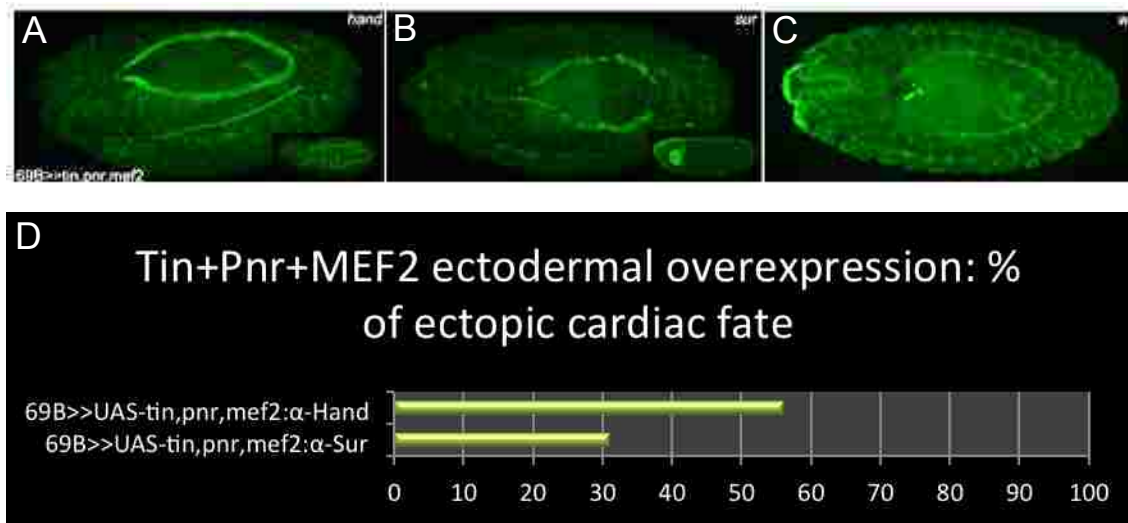 A
hand
B
sur
C
69B>>tin,pnr,mef2
D
Tin+Pnr+MEF2 ectodermal overexpression: %
of ectopic cardiac fate
69B>>UAS-tin,pnr,mef2:α-Hand
69B>>UAS-tin,pnr,mef2:α-Sur
0 10 20 30 40 50 60 70 80 90 100